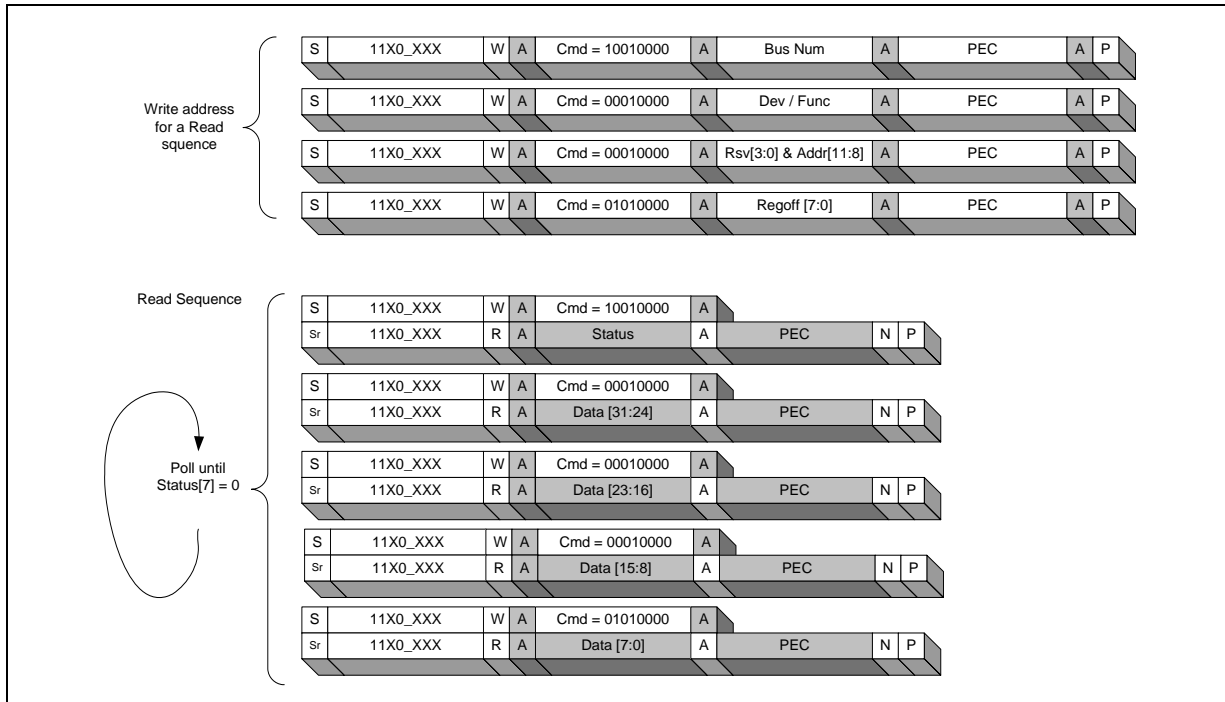 S 11X0_XXX W A Cmd = 10010000 A Bus Num A PEC A P
S 11X0_XXX W A Cmd = 00010000 A Dev / Func A PEC A P
Write address
for a Read
squence
S 11X0_XXX W A Cmd = 00010000 A Rsv[3:0] & Addr[11:8] A PEC A P
S 11X0_XXX W A Cmd = 01010000 A Regoff [7:0] A PEC A P
Read Sequence
S 11X0_XXX W A Cmd = 10010000 A
Sr 11X0_XXX R A Status A PEC N P
S 11X0_XXX W A Cmd = 00010000 A
Sr 11X0_XXX R A Data [31:24] A PEC N P
Poll until
Status[7] = 0
S 11X0_XXX W A Cmd = 00010000 A
Sr 11X0_XXX R A Data [23:16] A PEC N P
S 11X0_XXX W A Cmd = 00010000 A
Sr 11X0_XXX R A Data [15:8] A PEC N P
S 11X0_XXX W A Cmd = 01010000 A
Sr 11X0_XXX R A Data [7:0] A PEC N P